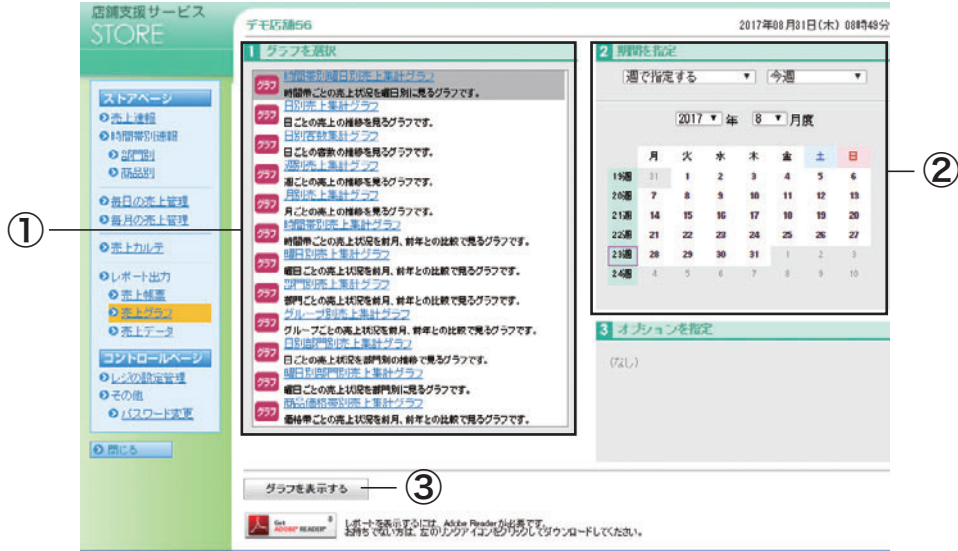 店舗支援サービス
STORE
デモ店舗56
2017年08月31日(木) 08時48分
ストアページ
売上速報
時間帯別速報
部門別
商品別
毎日の売上管理
毎月の売上管理
売上カルテ
レポート出力
売上帳票
売上グラフ
売上データ
コントロールページ
レジの設定管理
その他
パスワード変更
閉じる
①
1 グラフを選択
グラフ 時間帯別曜日別売上集計グラフ
時間帯ごとの売上状況を曜日別に見るグラフです。
グラフ 日別売上集計グラフ
日ごとの売上の推移を見るグラフです。
グラフ 日別客数集計グラフ
日ごとの客数の推移を見るグラフです。
グラフ 週別売上集計グラフ
週ごとの売上の推移を見るグラフです。
グラフ 月別売上集計グラフ
月ごとの売上の推移を見るグラフです。
グラフ 時間帯別売上集計グラフ
時間帯ごとの売上状況を前月、前年との比較で見るグラフです。
グラフ 曜日別売上集計グラフ
曜日ごとの売上状況を前月、前年との比較で見るグラフです。
グラフ 部門別売上集計グラフ
部門ごとの売上状況を前月、前年との比較で見るグラフです。
グラフ グループ別売上集計グラフ
グループごとの売上状況を前月、前年との比較で見るグラフです。
グラフ 日別部門別売上集計グラフ
日ごとの売上状況を部門別の推移で見るグラフです。
グラフ 曜日別部門別売上集計グラフ
曜日ごとの売上状況を部門別に見るグラフです。
グラフ 商品価格帯別売上集計グラフ
価格帯ごとの売上状況を前月、前年との比較で見るグラフです。
2 期間を指定
②
週で指定する ▼ 今週 ▼
2017 ▼ 年 8 ▼ 月度
月 火 水 木 金 土 日
19週 31 1 2 3 4 5 6
20週 7 8 9 10 11 12 13
21週 14 15 16 17 18 19 20
22週 21 22 23 24 25 26 27
23週 28 29 30 31 1 2 3
24週 4 5 6 7 8 9 10
3 オプションを指定
(なし)
グラフを表示する
③
Get ADOBE® READER®
レポートを表示するには、Adobe Readerが必要です。
お持ちでない方は、左のリンクアイコンをクリックしてダウンロードしてください。